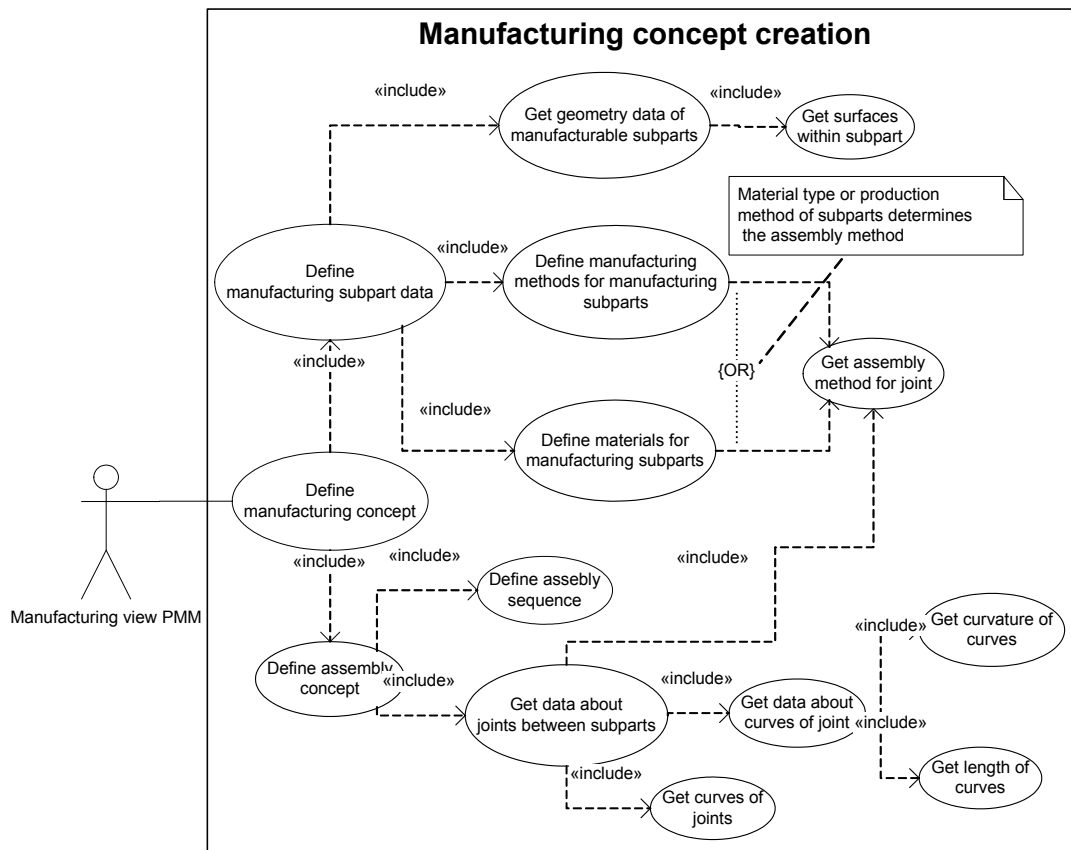 Manufacturing concept creation
«include»
«include»
Get geometry data of
manufacturable subparts
Get surfaces
within subpart
Material type or production
method of subparts determines
the assembly method
«include»
Define
manufacturing subpart data
Define manufacturing
methods for manufacturing
subparts
«include»
{OR}
Get assembly
method for joint
«include»
Define materials for
manufacturing subparts
Define
manufacturing concept
«include»
«include»
«include»
Manufacturing view PMM
Define assebly
sequence
«include»
Get curvature of
curves
Define assembly
concept
«include»
«include»
Get data about
joints between subparts
Get data about
curves of joint
«include»
«include»
Get length of
curves
Get curves of
joints